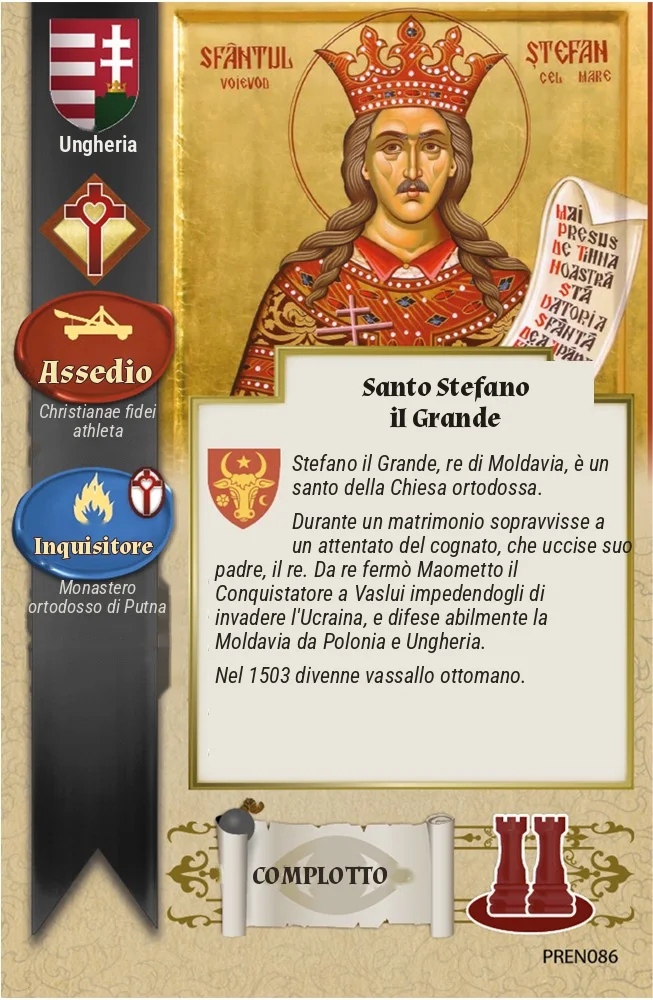 SFÂNTUL
VOIEVOD
ȘTEFAN
CEL MARE
MAI
PRESUS
DE TINNA
NOASTRĂ
STĂ
DATORIA
SFÂNTĂ
Ungheria
Assedio
Christianae fidei
athleta
Inquisitore
Monastero
ortodosso di Putna
Santo Stefano
il Grande
Stefano il Grande, re di Moldavia, è un
santo della Chiesa ortodossa.
Durante un matrimonio sopravvisse a
un attentato del cognato, che uccise suo
padre, il re. Da re fermò Maometto il
Conquistatore a Vaslui impedendogli di
invadere l'Ucraina, e difese abilmente la
Moldavia da Polonia e Ungheria.
Nel 1503 divenne vassallo ottomano.
COMPLOTTO
PREN086